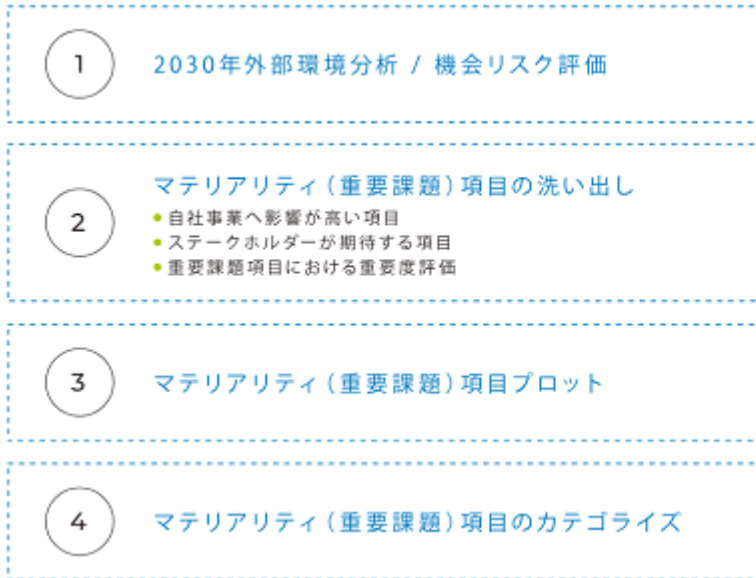 1
2030年外部環境分析 / 機会リスク評価
2
マテリアリティ(重要課題)項目の洗い出し
●自社事業へ影響が高い項目
●ステークホルダーが期待する項目
●重要課題項目における重要度評価
3
マテリアリティ(重要課題)項目プロット
4
マテリアリティ(重要課題)項目のカテゴライズ